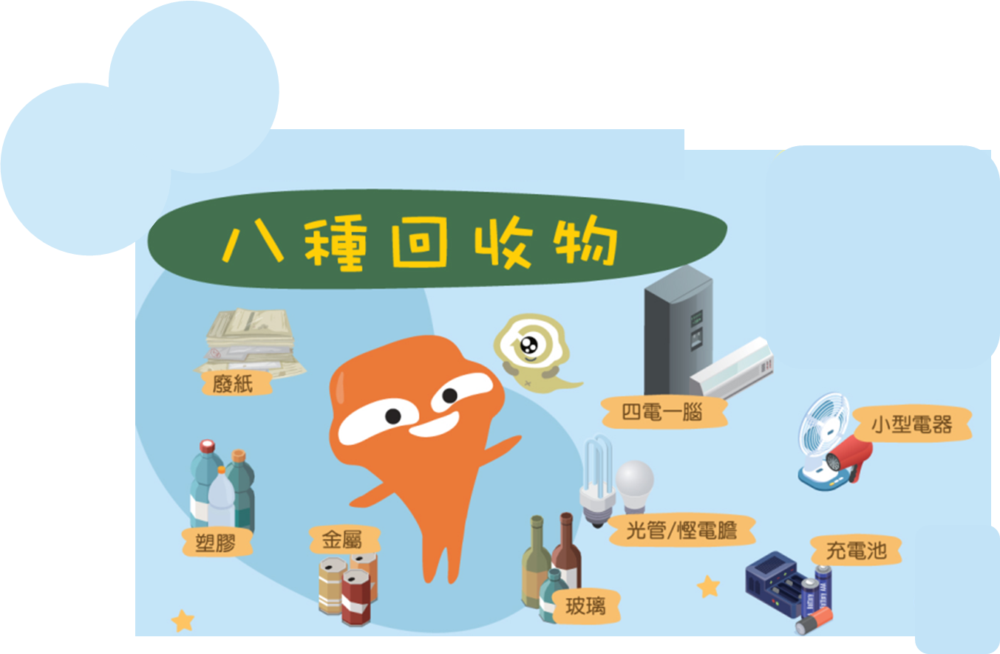 八種回收物
廢紙
四電一腦
小型電器
塑膠
金屬
光管/慳電膽
充電池
玻璃